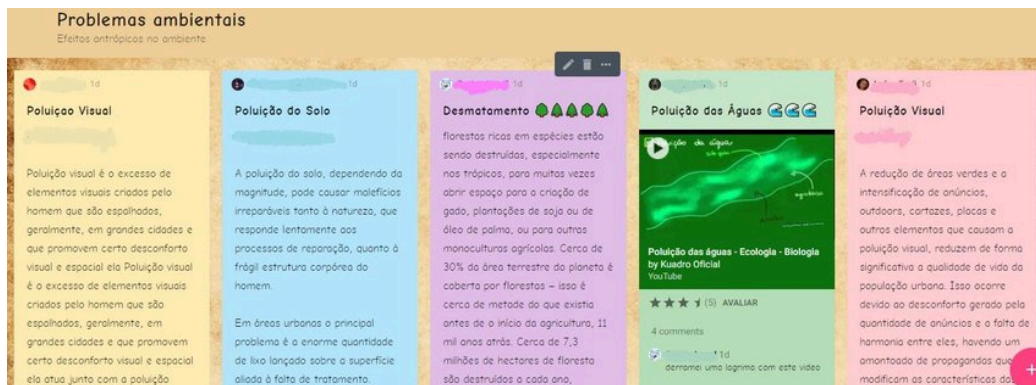 Problemas ambientais
Efeitos antrópicos no ambiente
1d
Poluiçao Visual
Poluição visual é o excesso de
elementos visuais criados pelo
homem que são espalhados,
geralmente, em grandes cidades e
que promovem certo desconforto
visual e espacial ela Poluição visual
é o excesso de elementos visuais
criados pelo homem que são
espalhados, geralmente, em
grandes cidades e que promovem
certo desconforto visual e espacial
ela atua junto com a poluição
1d
Poluição do Solo
A poluição do solo, dependendo da
magnitude, pode causar malefícios
irreparáveis tanto à natureza, que
responde lentamente aos
processos de reparação, quanto à
frágil estrutura corpórea do
homem.
Em áreas urbanas o principal
problema é a enorme quantidade
de lixo lançado sobre a superfície
aliada à falta de tratamento.
1d
Desmatamento
florestas ricas em espécies estão
sendo destruídas, especialmente
nos trópicos, para muitas vezes
abrir espaço para a criação de
gado, plantações de soja ou de
óleo de palma, ou para outras
monoculturas agrícolas. Cerca de
30% da área terrestre do planeta é
coberta por florestas – isso é
cerca de metade do que existia
antes do início da agricultura, 11
mil anos atrás. Cerca de 7,3
milhões de hectares de floresta
são destruídos a cada ano,
1d
Poluição das Águas
da água
Poluição das águas - Ecologia - Biologia
by Kuadro Oficial
YouTube
(5) AVALIAR
4 comments
1d
derramei uma lagrima com este video
1d
Poluição Visual
A redução de áreas verdes e a
intensificação de anúncios,
outdoors, cartazes, placas e
outros elementos que causam a
poluição visual, reduzem de forma
significativa a qualidade de vida da
população urbana. Isso ocorre
devido ao desconforto gerado pela
quantidade de anúncios e a falta de
harmonia entre eles, havendo um
amontoado de propagandas que
modificam as características das